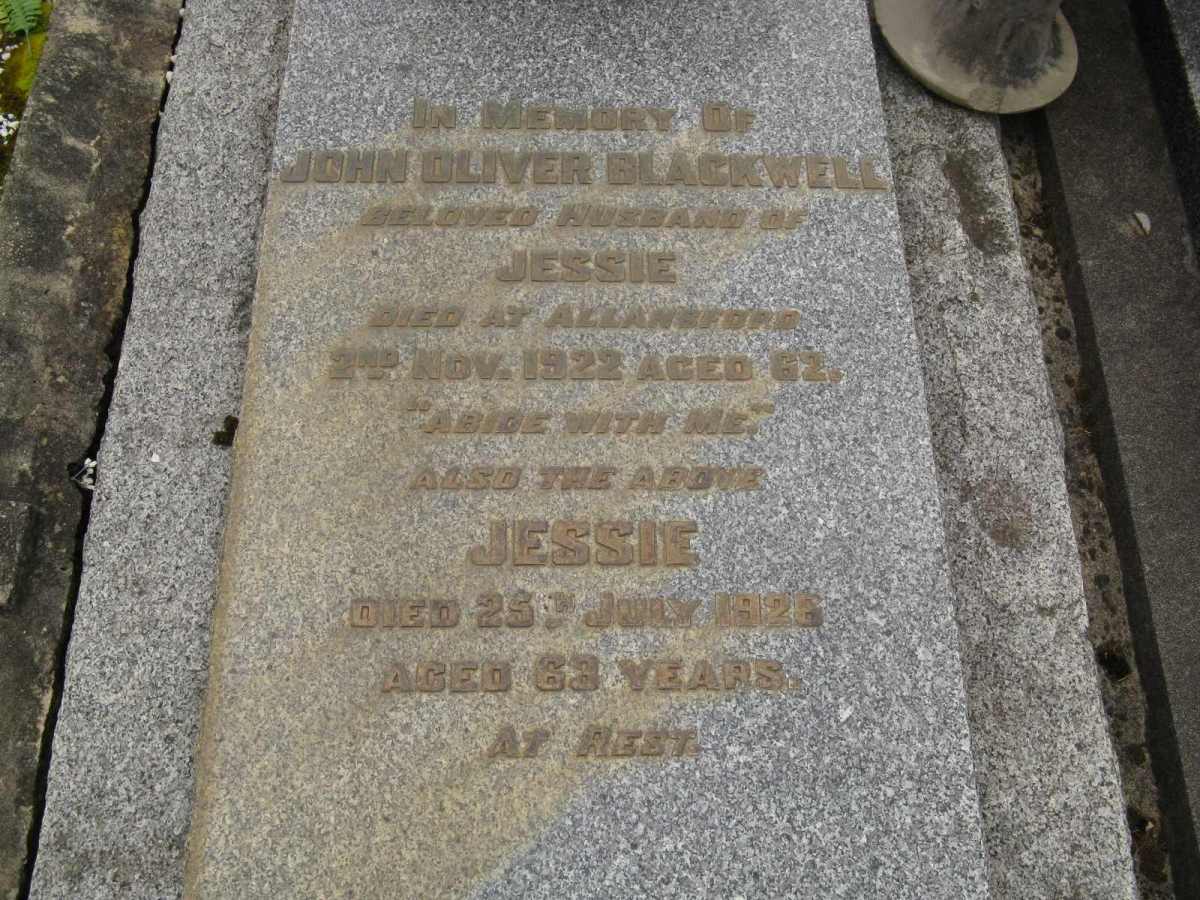 In Memory Of
JOHN OLIVER BLACKWELL
BELOVED HUSBAND OF
JESSIE
DIED AT ALLANSFORD
2ND NOV. 1922 AGED 62.
"ABIDE WITH ME."
ALSO THE ABOVE
JESSIE
DIED 25TH JULY 1926
AGED 63 YEARS.
AT REST.